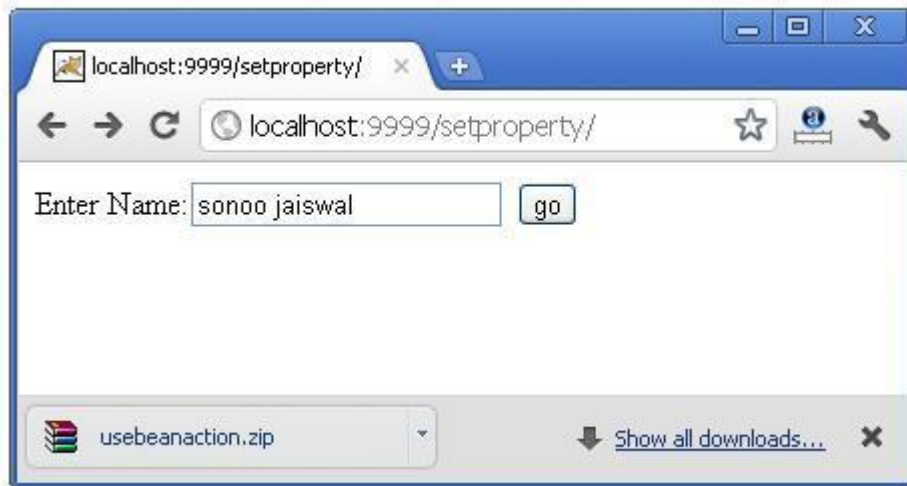 localhost:9999/setproperty/
localhost:9999/setproperty/
Enter Name: sonoo jaiswal go
usebeanaction.zip Show all downloads...